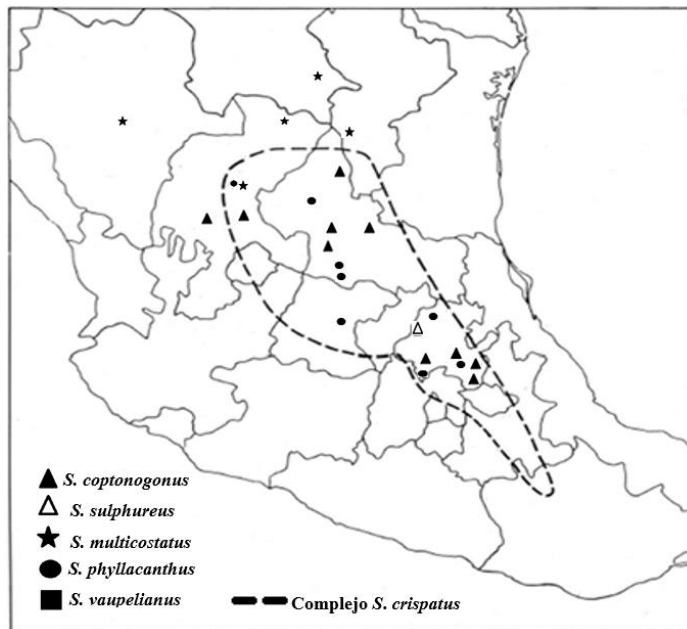 S. coptonogonus
S. sulphureus
S. multicostatus
S. phyllacanthus
S. vaupelianus
Complejo S. crispatus